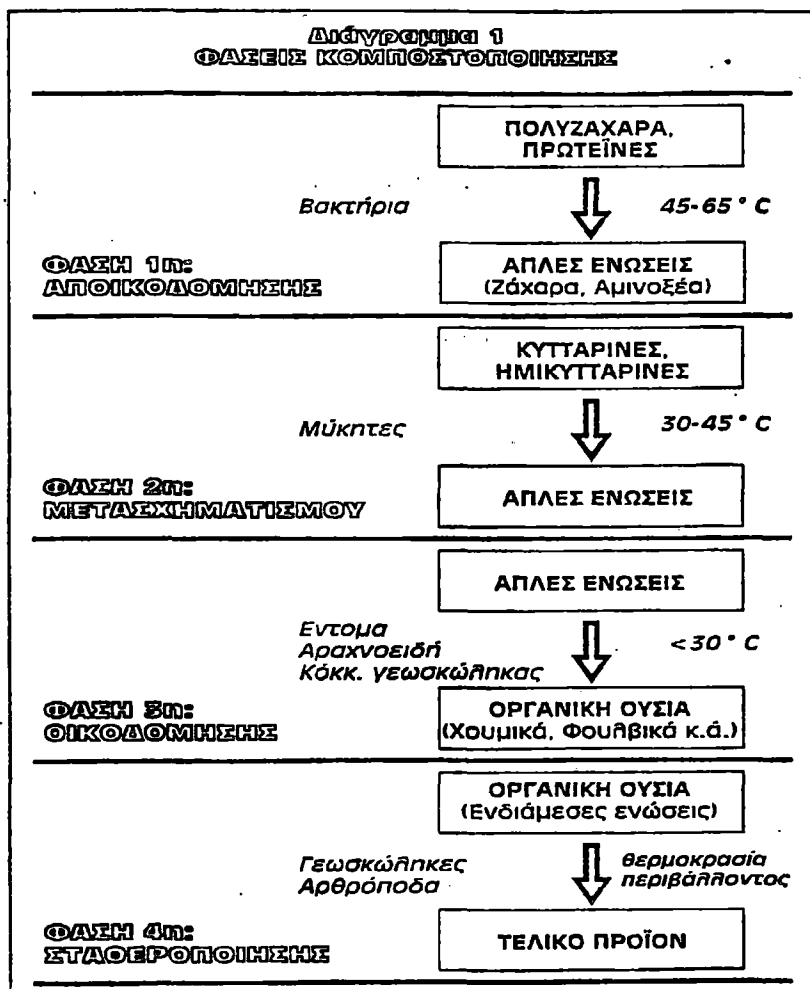 Διάγραμμα 1
ΦΑΣΕΙΣ ΚΟΜΠΟΣΤΟΠΟΙΗΣΗΣ
ΠΟΛΥΖΑΧΑΡΑ,
ΠΡΩΤΕΪΝΕΣ
Βακτήρια
45-65° C
ΦΑΣΗ 1η:
ΑΠΟΙΚΟΔΟΜΗΣΗΣ
ΑΠΛΕΣ ΕΝΩΣΕΙΣ
(Ζάχαρα, Αμινοξέα)
ΚΥΤΤΑΡΙΝΕΣ,
ΗΜΙΚΥΤΤΑΡΙΝΕΣ
Μύκητες
30-45° C
ΦΑΣΗ 2η:
ΜΕΤΑΣΧΗΜΑΤΙΣΜΟΥ
ΑΠΛΕΣ ΕΝΩΣΕΙΣ
ΑΠΛΕΣ ΕΝΩΣΕΙΣ
Εντομα
Αραχνοειδή
Κόκκ. γεωσκώληκας
<30° C
ΦΑΣΗ 3η:
ΟΙΚΟΔΟΜΗΣΗΣ
ΟΡΓΑΝΙΚΗ ΟΥΣΙΑ
(Χουμικά, Φουλβικά κ.ά.)
ΟΡΓΑΝΙΚΗ ΟΥΣΙΑ
(Ενδιάμεσες ενώσεις)
Γεωσκώληκες
Αρθρόποδα
θερμοκρασία
περιβάλλοντος
ΦΑΣΗ 4η:
ΣΤΑΘΕΡΟΠΟΙΗΣΗΣ
ΤΕΛΙΚΟ ΠΡΟΪΟΝ